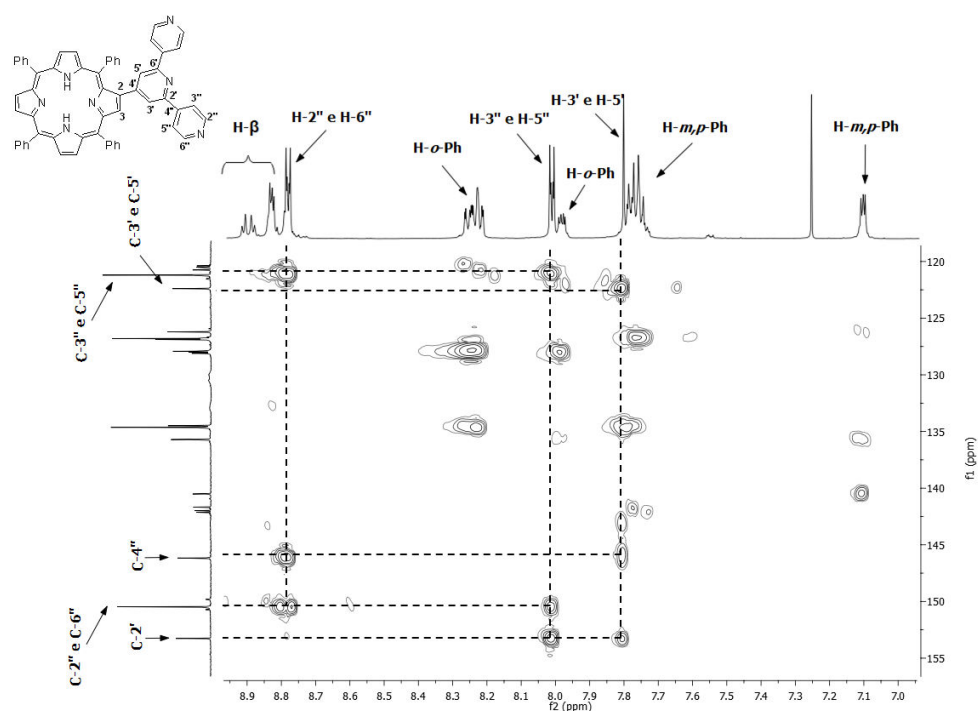 N
Ph
Ph
5'
6'
N
N
NH
2
4'
3'
2'
3''
4''
2''
5''
N
6''
N
HN
3
Ph
Ph
H-β
H-2'' e H-6''
H-o-Ph
H-3'' e H-5''
H-o-Ph
H-3' e H-5'
H-m,p-Ph
H-m,p-Ph
C-3' e C-5'
C-3'' e C-5''
C-4''
C-2'' e C-6''
C-2'
120
125
130
135
140
145
150
155
f1 (ppm)
8.9 8.8 8.7 8.6 8.5 8.4 8.3 8.2 8.1 8.0 7.9 7.8 7.7 7.6 7.5 7.4 7.3 7.2 7.1 7.0
f2 (ppm)